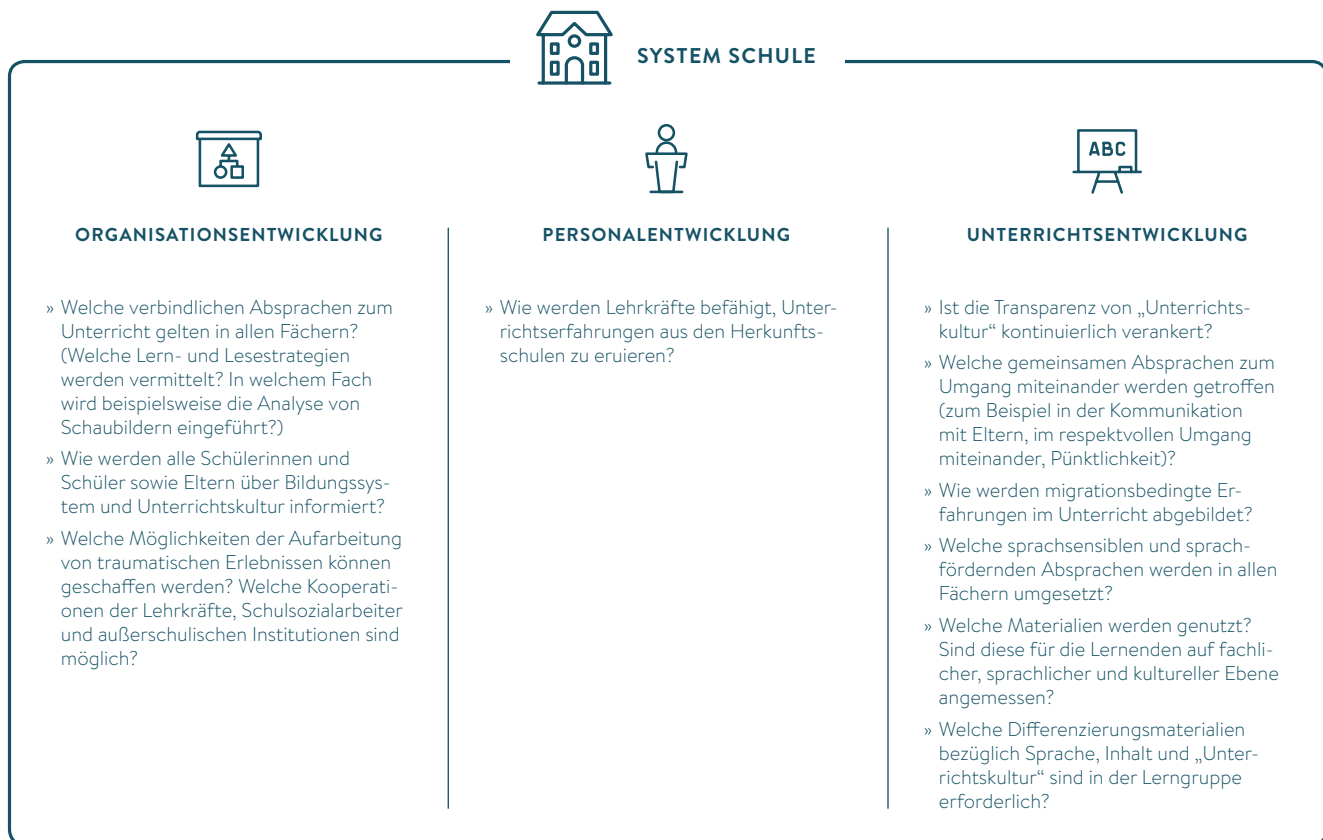 SYSTEM SCHULE
ABC
ORGANISATIONSENTWICKLUNG
» Welche verbindlichen Absprachen zum
Unterricht gelten in allen Fächern?
(Welche Lern- und Lesestrategien
werden vermittelt? In welchem Fach
wird beispielsweise die Analyse von
Schaubildern eingeführt?)
» Wie werden alle Schülerinnen und
Schüler sowie Eltern über Bildungssys-
tem und Unterrichtskultur informiert?
» Welche Möglichkeiten der Aufarbeitung
von traumatischen Erlebnissen können
geschaffen werden? Welche Kooperati-
onen der Lehrkräfte, Schulsozialarbeiter
und außerschulischen Institutionen sind
möglich?
PERSONALENTWICKLUNG
» Wie werden Lehrkräfte befähigt, Unter-
richtserfahrungen aus den Herkunfts-
schulen zu eruieren?
UNTERRICHTSENTWICKLUNG
» Ist die Transparenz von „Unterrichts-
kultur“ kontinuierlich verankert?
» Welche gemeinsamen Absprachen zum
Umgang miteinander werden getroffen
(zum Beispiel in der Kommunikation
mit Eltern, im respektvollen Umgang
miteinander, Pünktlichkeit)?
» Wie werden migrationsbedingte Er-
fahrungen im Unterricht abgebildet?
» Welche sprachsensiblen und sprach-
fördernden Absprachen werden in allen
Fächern umgesetzt?
» Welche Materialien werden genutzt?
Sind diese für die Lernenden auf fachli-
cher, sprachlicher und kultureller Ebene
angemessen?
» Welche Differenzierungsmaterialien
bezüglich Sprache, Inhalt und „Unter-
richtskultur“ sind in der Lerngruppe
erforderlich?